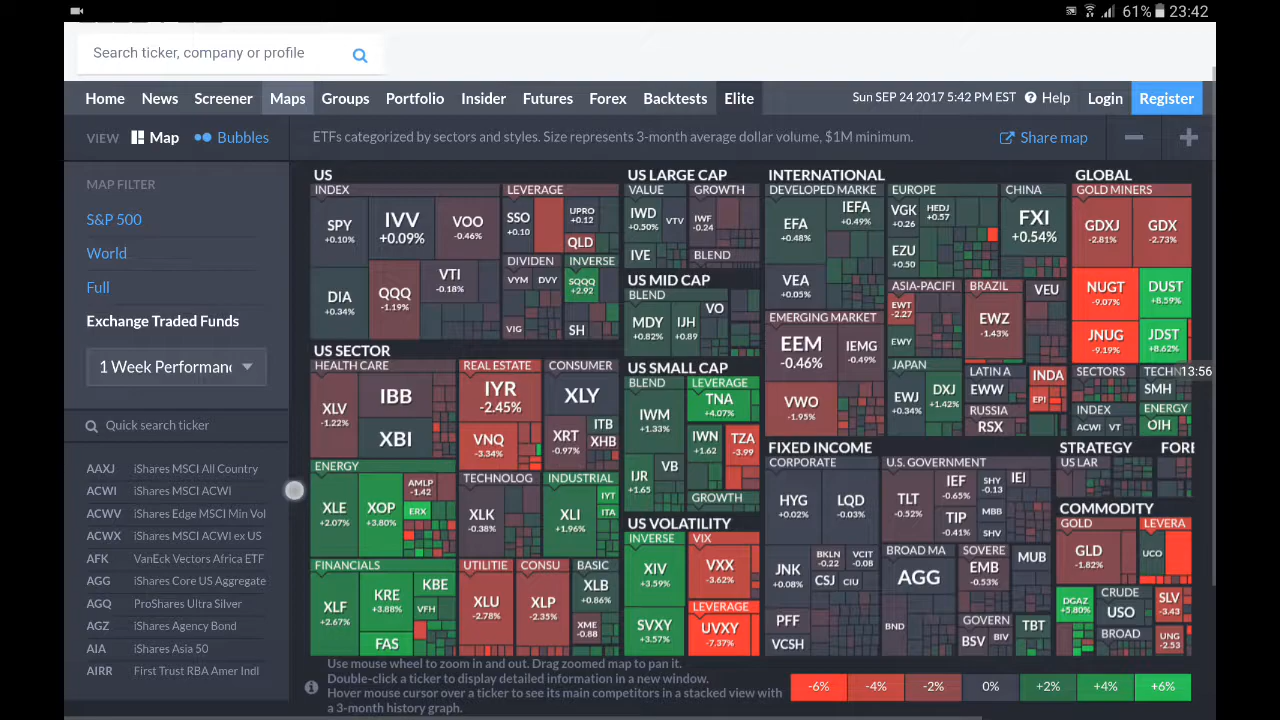 61% 23:42
Search ticker, company or profile
Home News Screener Maps Groups Portfolio Insider Futures Forex Backtests Elite Sun SEP 24 2017 5:42 PM EST Help Login Register
VIEW Map Bubbles ETFs categorized by sectors and styles. Size represents 3-month average dollar volume, $1M minimum. Share map
MAP FILTER
S&P 500
World
Full
Exchange Traded Funds
1 Week Performanc
Quick search ticker
AAXJ iShares MSCI All Country
ACWI iShares MSCI ACWI
ACWV iShares Edge MSCI Min Vol
ACWX iShares MSCI ACWI ex US
AFK VanEck Vectors Africa ETF
AGG iShares Core US Aggregate
AGQ ProShares Ultra Silver
AGZ iShares Agency Bond
AIA iShares Asia 50
AIRR First Trust RBA Amer Indl
US
INDEX
SPY +0.10%
IVV +0.09%
VOO -0.46%
DIA +0.34%
QQQ -1.19%
VTI -0.18%
LEVERAGE
SSO +0.10
UPRO +0.12
QLD
DIVIDEN
VYM DVY
VIG
INVERSE
SQQQ +2.92
SH
US SECTOR
HEALTH CARE
XLV -1.22%
IBB
XBI
REAL ESTATE
IYR -2.45%
VNQ -3.34%
CONSUMER
XLY
XRT -0.97%
ITB
XHB
ENERGY
XLE +2.07%
XOP +3.80%
AMLP -1.42
ERX
TECHNOLOG
XLK -0.38%
INDUSTRIAL
XLI +1.96%
IYT
ITA
FINANCIALS
XLF +2.67%
KRE +3.88%
KBE
VFH
FAS
UTILITIE
XLU -2.78%
CONSU
XLP -2.35%
BASIC
XLB +0.86%
XME -0.88
US LARGE CAP
VALUE
IWD +0.50%
VTV
IVE
GROWTH
IWF -0.24
BLEND
US MID CAP
BLEND
MDY +0.82%
IJH +0.89
VO
US SMALL CAP
BLEND
IWM +1.33%
IJR +1.65
VB
LEVERAGE
TNA +4.07%
IWN +1.62
TZA -3.99
GROWTH
US VOLATILITY
INVERSE
XIV +3.59%
SVXY +3.57%
VIX
VXX -3.62%
LEVERAGE
UVXY -7.37%
INTERNATIONAL
DEVELOPED MARKE
EFA +0.48%
IEFA +0.49%
VEA +0.05%
EMERGING MARKET
EEM -0.46%
IEMG -0.49%
VWO -1.95%
EUROPE
VGK +0.26
HEDJ +0.57
EZU +0.50
CHINA
FXI +0.54%
ASIA-PACIFI
EWT -2.27
EWY
BRAZIL
EWZ -1.43%
VEU
JAPAN
EWJ +0.34
DXJ +1.42%
LATIN A
EWW
RUSSIA
RSX
INDA
EPI
FIXED INCOME
CORPORATE
HYG +0.02%
LQD -0.03%
JNK +0.08%
BKLN -0.22
VCIT -0.08
CSJ CIU
PFF
VCSH
BND
U.S. GOVERNMENT
TLT -0.52%
IEF -0.65%
SHY -0.13
IEI
TIP -0.41%
MBB
SHV
BROAD MA
AGG
SOVERE
EMB -0.53%
MUB
GOVERN
BSV BIV
TBT
GLOBAL
GOLD MINERS
GDXJ -2.81%
GDX -2.73%
NUGT -9.07%
DUST +8.59%
JNUG -9.19%
JDST +8.62%
SECTORS
TECHN
13:56
SMH
INDEX
ACWI VT
ENERGY
OIH
STRATEGY
US LAR
FORE
COMMODITY
GOLD
GLD -1.82%
LEVERA
UCO
DGAZ +5.80%
CRUDE
USO
BROAD
SLV -3.43
UNG -2.53
Use mouse wheel to zoom in and out. Drag zoomed map to pan it.
Double-click a ticker to display detailed information in a new window.
Hover mouse cursor over a ticker to see its main competitors in a stacked view with
a 3-month history graph.
-6% -4% -2% 0% +2% +4% +6%